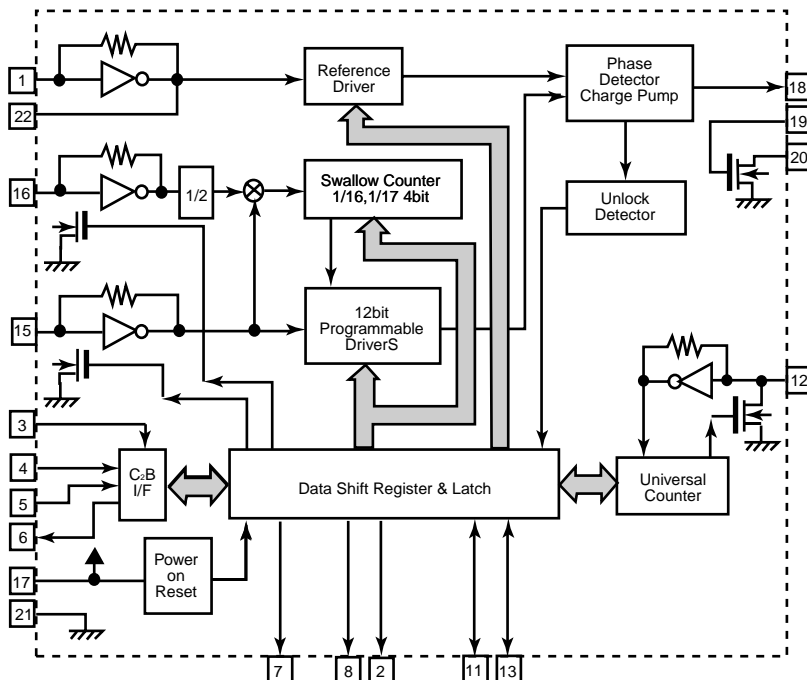 1
22
Reference
Driver
Phase
Detector
Charge Pump
18
19
20
16
1/2
Swallow Counter
1/16,1/17 4bit
Unlock
Detector
15
12bit
Programmable
DriverS
12
3
4
5
6
C2B
I/F
Data Shift Register & Latch
Universal
Counter
17
Power
on
Reset
21
7
8
2
11
13